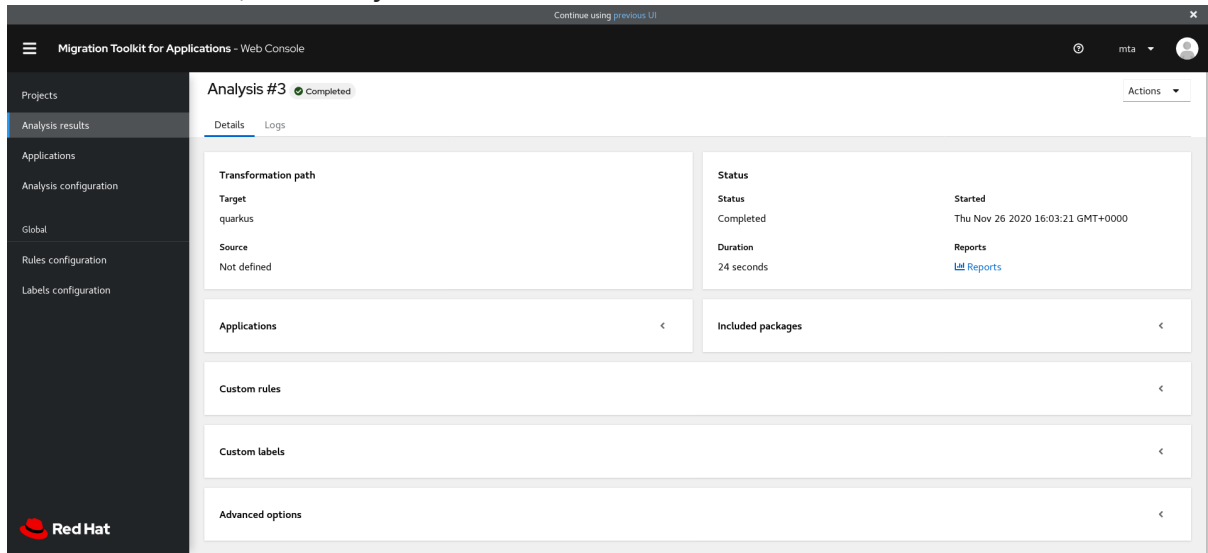 Continue using previous UI
Migration Toolkit for Applications - Web Console
mta
Projects
Analysis results
Applications
Analysis configuration
Global
Rules configuration
Labels configuration
Red Hat
Analysis #3 Completed
Actions
Details Logs
Transformation path
Target
quarkus
Source
Not defined
Status
Status Started
Completed Thu Nov 26 2020 16:03:21 GMT+0000
Duration Reports
24 seconds Reports
Applications
Included packages
Custom rules
Custom labels
Advanced options